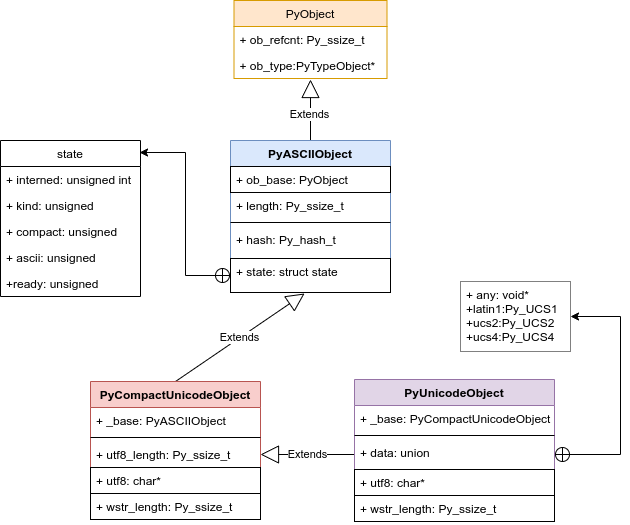 PyObject
+ ob_refcnt: Py_ssize_t
+ ob_type:PyTypeObject*
Extends
state
+ interned: unsigned int
+ kind: unsigned
+ compact: unsigned
+ ascii: unsigned
+ready: unsigned
PyASCIIObject
+ ob_base: PyObject
+ length: Py_ssize_t
+ hash: Py_hash_t
+ state: struct state
+ any: void*
+latin1:Py_UCS1
+ucs2:Py_UCS2
+ucs4:Py_UCS4
Extends
PyCompactUnicodeObject
+ _base: PyASCIIObject
+ utf8_length: Py_ssize_t
+ utf8: char*
+ wstr_length: Py_ssize_t
Extends
PyUnicodeObject
+ _base: PyCompactUnicodeObject
+ data: union
+ utf8: char*
+ wstr_length: Py_ssize_t